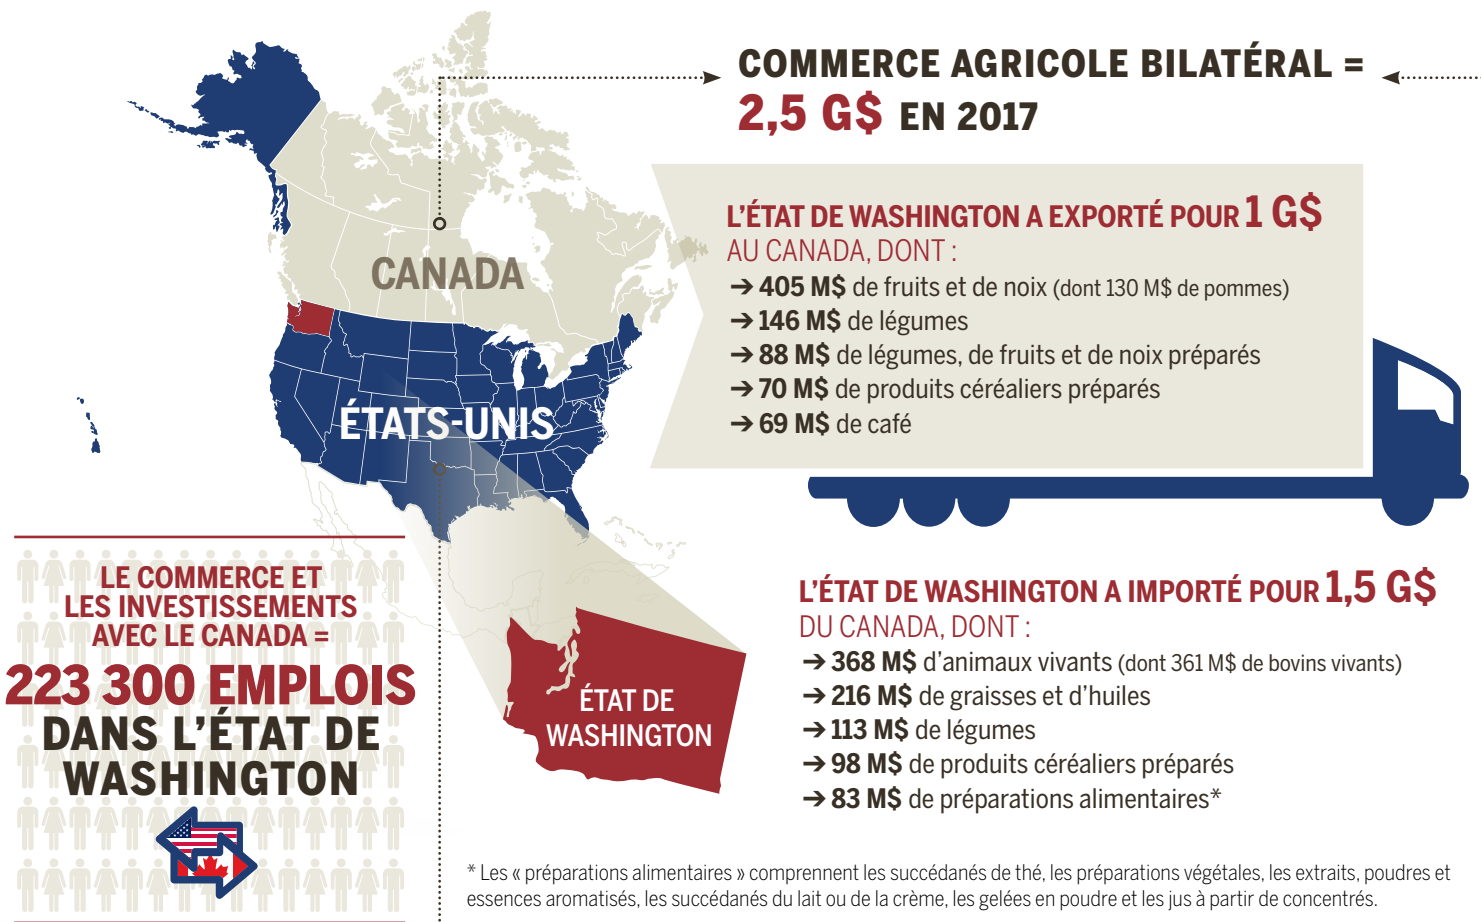 COMMERCE AGRICOLE BILATÉRAL =
2,5 G$ EN 2017
L'ÉTAT DE WASHINGTON A EXPORTÉ POUR 1 G$
AU CANADA, DONT :
➔ 405 M$ de fruits et de noix (dont 130 M$ de pommes)
➔ 146 M$ de légumes
➔ 88 M$ de légumes, de fruits et de noix préparés
➔ 70 M$ de produits céréaliers préparés
➔ 69 M$ de café
CANADA
ÉTATS-UNIS
LE COMMERCE ET
LES INVESTISSEMENTS
AVEC LE CANADA =
223 300 EMPLOIS
DANS L'ÉTAT DE
WASHINGTON
ÉTAT DE
WASHINGTON
L'ÉTAT DE WASHINGTON A IMPORTÉ POUR 1,5 G$
DU CANADA, DONT :
➔ 368 M$ d'animaux vivants (dont 361 M$ de bovins vivants)
➔ 216 M$ de graisses et d'huiles
➔ 113 M$ de légumes
➔ 98 M$ de produits céréaliers préparés
➔ 83 M$ de préparations alimentaires*
* Les « préparations alimentaires » comprennent les succédanés de thé, les préparations végétales, les extraits, poudres et
essences aromatisés, les succédanés du lait ou de la crème, les gelées en poudre et les jus à partir de concentrés.